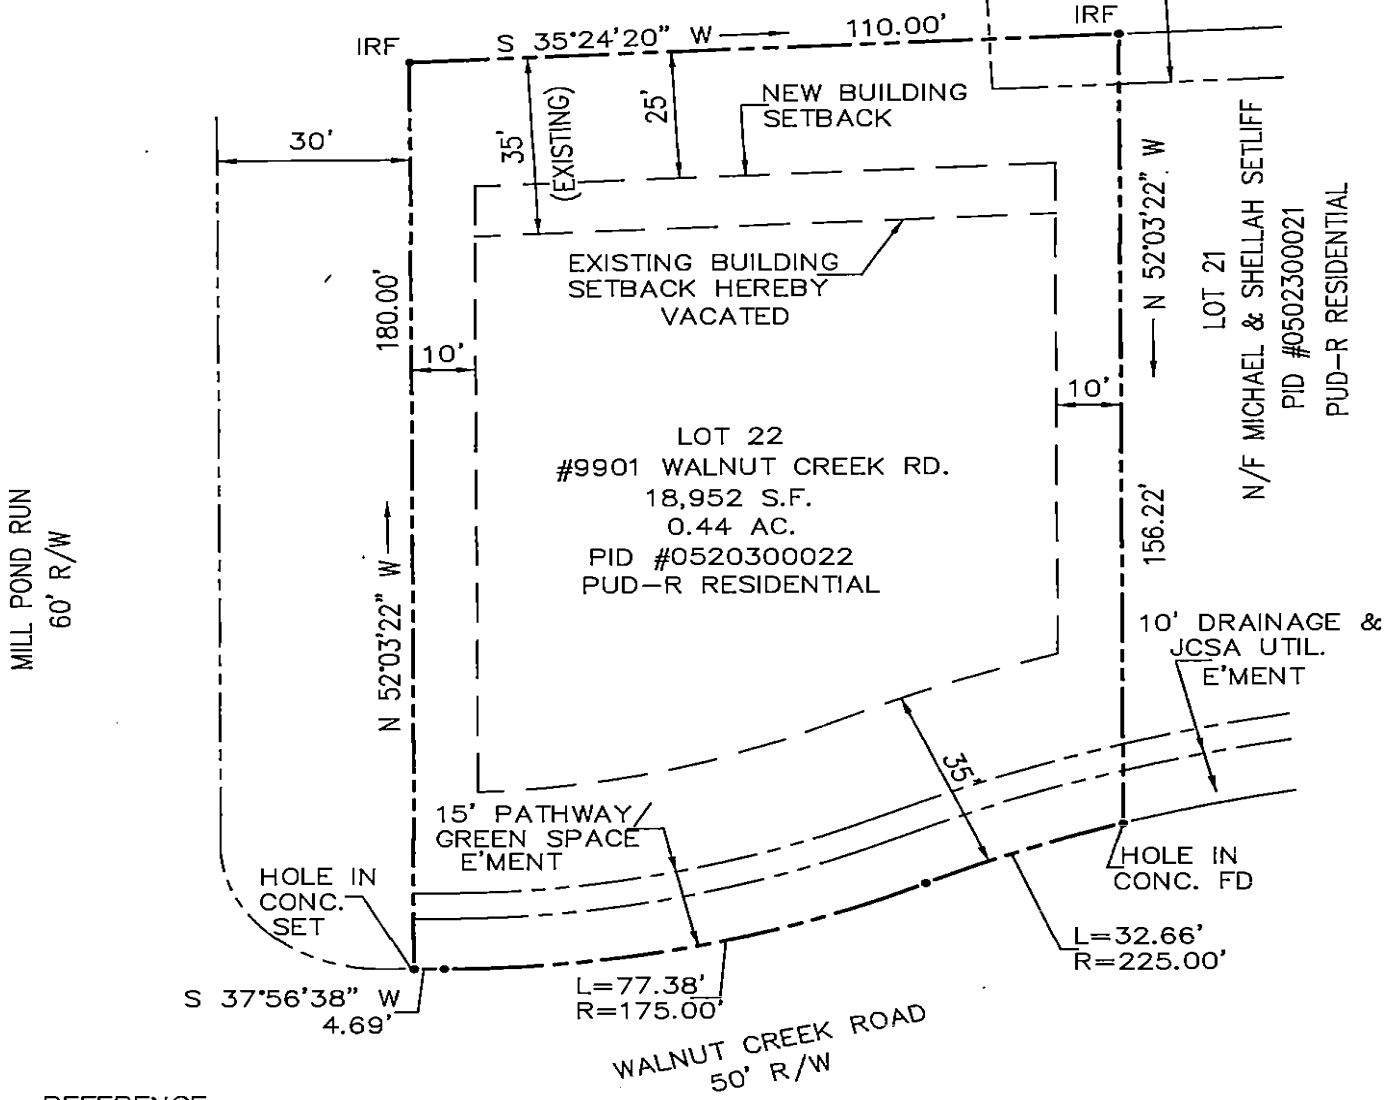 IRF
S 35°24'20" W
110.00'
IRF
30'
35'
(EXISTING)
25'
NEW BUILDING
SETBACK
180.00'
10'
EXISTING BUILDING
SETBACK HEREBY
VACATED
N 52°03'22" W
LOT 21
N/F MICHAEL & SHELLAH SETLIFF
PID #0502300021
PUD-R RESIDENTIAL
10'
LOT 22
#9901 WALNUT CREEK RD.
18,952 S.F.
0.44 AC.
PID #0520300022
PUD-R RESIDENTIAL
MILL POND RUN
60' R/W
N 52°03'22" W
156.22'
10' DRAINAGE &
JCSA UTIL.
E'MENT
35'
15' PATHWAY/
GREEN SPACE
E'MENT
HOLE IN
CONC.
SET
HOLE IN
CONC. FD
S 37°56'38" W
4.69'
L=77.38'
R=175.00'
L=32.66'
R=225.00'
WALNUT CREEK ROAD
50' R/W
REFERENCE